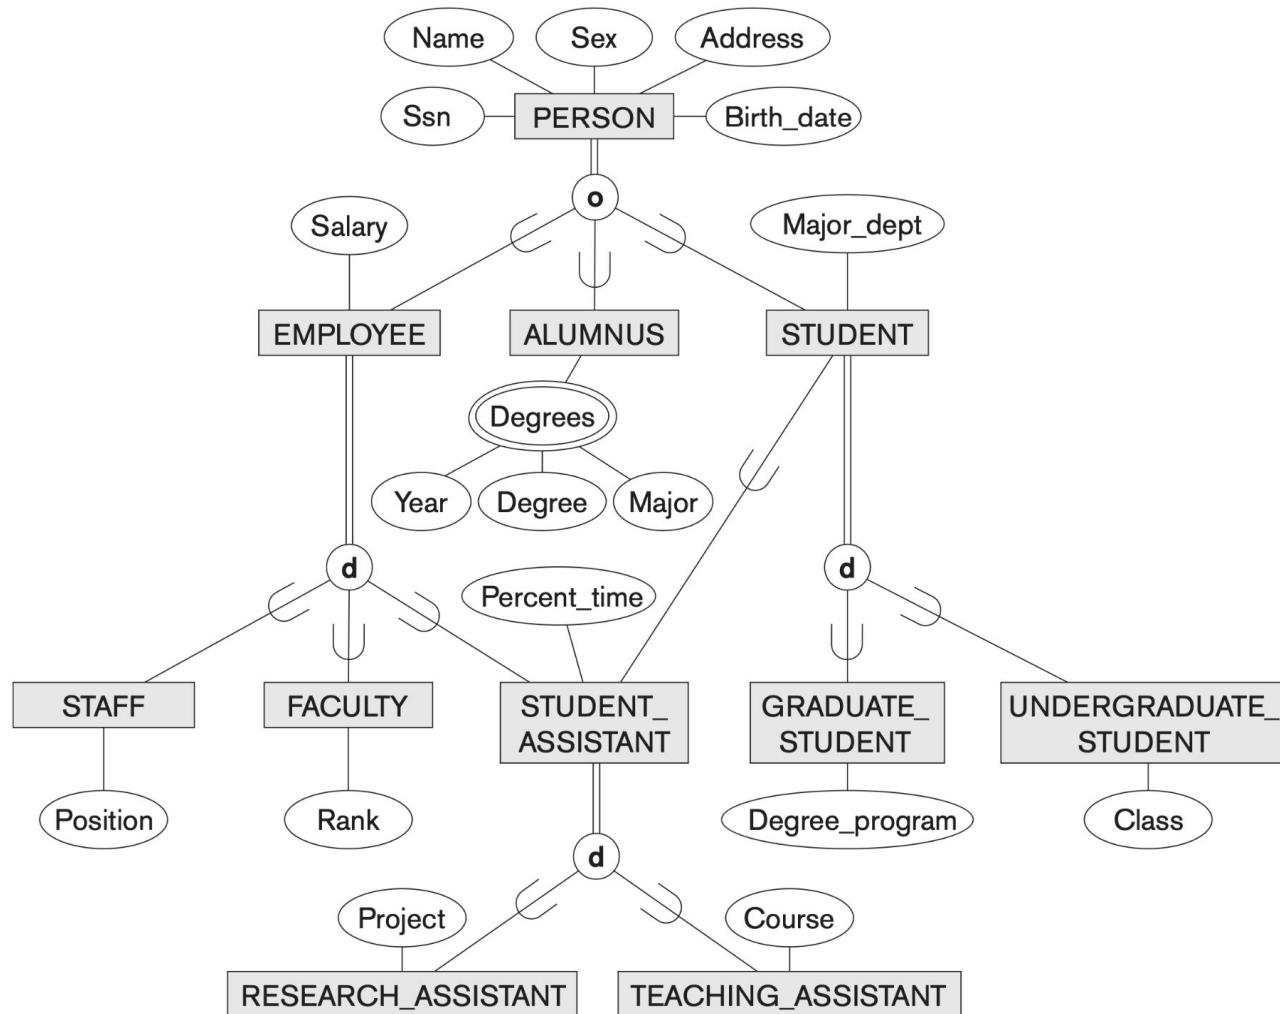 Name
Sex
Address
Ssn
PERSON
Birth_date
o
Salary
Major_dept
EMPLOYEE
ALUMNUS
STUDENT
Degrees
Year
Degree
Major
d
d
Percent_time
STAFF
FACULTY
STUDENT_
ASSISTANT
GRADUATE_
STUDENT
UNDERGRADUATE_
STUDENT
Position
Rank
Degree_program
Class
d
Project
Course
RESEARCH_ASSISTANT
TEACHING_ASSISTANT